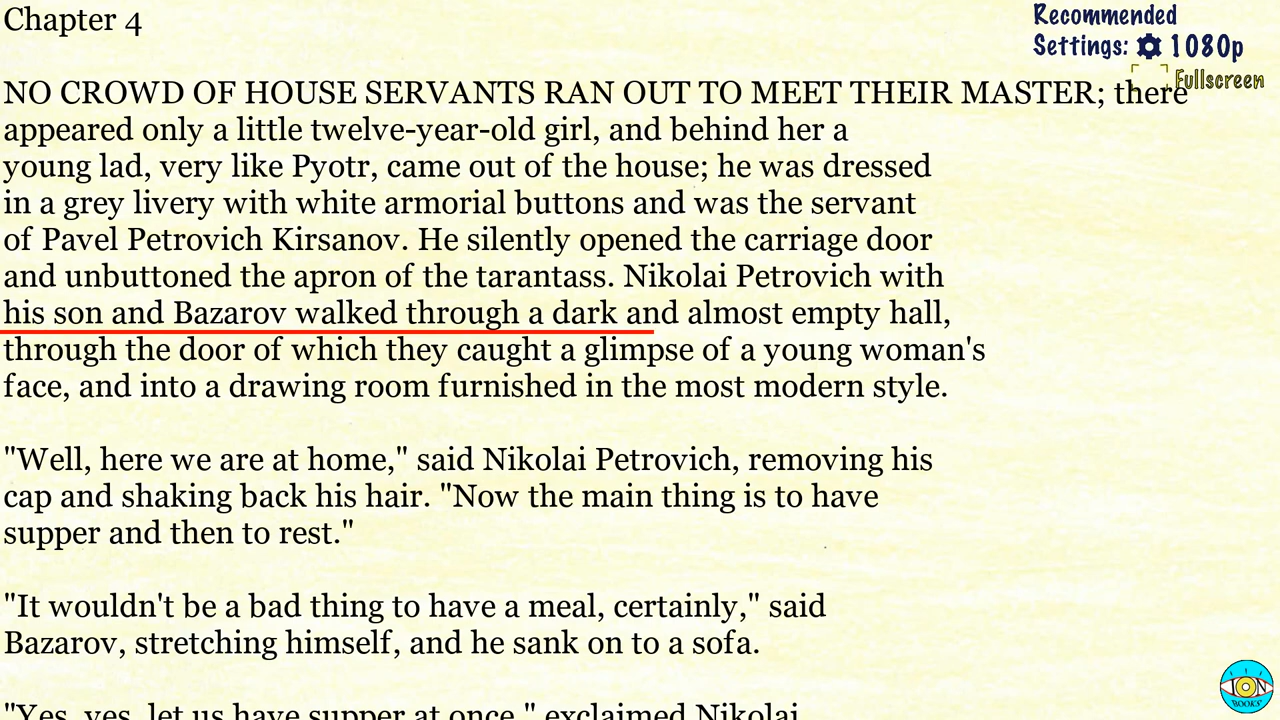 Chapter 4
Recommended
Settings: 1080p
Fullscreen
NO CROWD OF HOUSE SERVANTS RAN OUT TO MEET THEIR MASTER; there
appeared only a little twelve-year-old girl, and behind her a
young lad, very like Pyotr, came out of the house; he was dressed
in a grey livery with white armorial buttons and was the servant
of Pavel Petrovich Kirsanov. He silently opened the carriage door
and unbuttoned the apron of the tarantass. Nikolai Petrovich with
his son and Bazarov walked through a dark and almost empty hall,
through the door of which they caught a glimpse of a young woman's
face, and into a drawing room furnished in the most modern style.
"Well, here we are at home," said Nikolai Petrovich, removing his
cap and shaking back his hair. "Now the main thing is to have
supper and then to rest."
"It wouldn't be a bad thing to have a meal, certainly," said
Bazarov, stretching himself, and he sank on to a sofa.
"Yes, yes, let us have supper at once," exclaimed Nikolai
ION
BOOKS